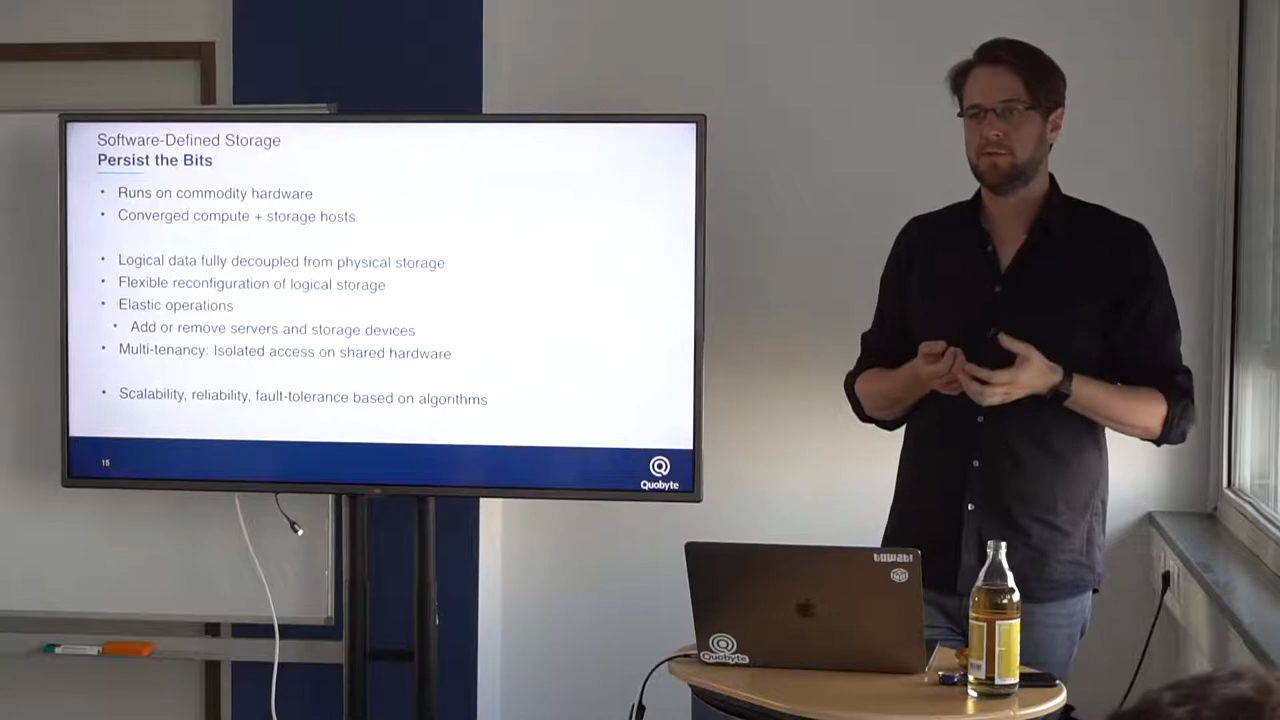 Software-Defined Storage
Persist the Bits
• Runs on commodity hardware
• Converged compute + storage hosts
• Logical data fully decoupled from physical storage
• Flexible reconfiguration of logical storage
• Elastic operations
• Add or remove servers and storage devices
• Multi-tenancy: Isolated access on shared hardware
• Scalability, reliability, fault-tolerance based on algorithms
15
Quobyte
Quobyte